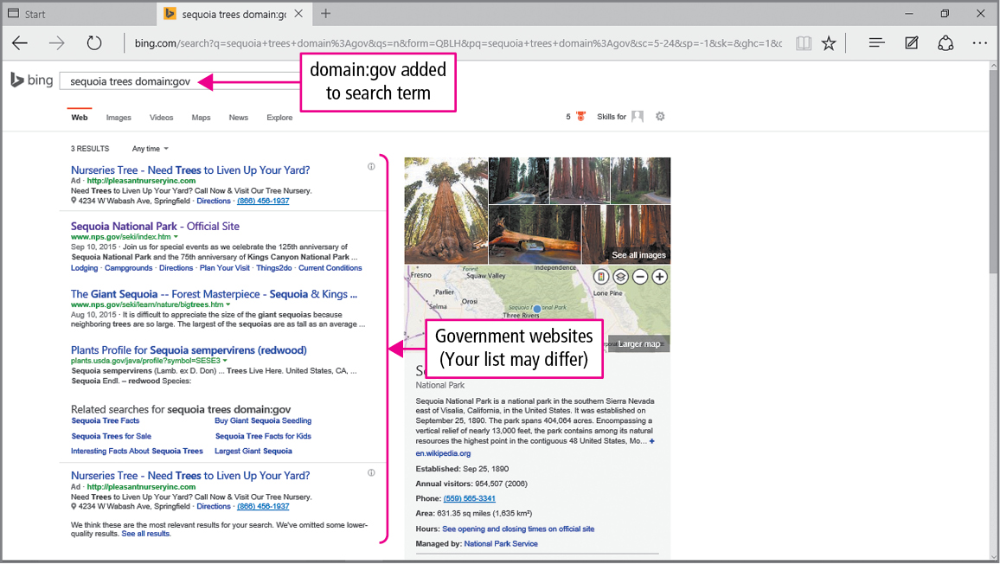 Start
sequoia trees domain:gc
bing.com/search?q=sequoia+trees+domain%3Agov&qs=n&form=QBLH&pq=sequoia+trees+domain%3Agov&sc=5-24&sp=-1&sk=&ghc=1&c
bing
sequoia trees domain:gov
domain:gov added
to search term
Web Images Videos Maps News Explore
5 Skills for
3 RESULTS Any time
Nurseries Tree - Need Trees to Liven Up Your Yard?
Ad · http://pleasantnurseryinc.com
Need Trees to Liven Up Your Yard? Call Now & Visit Our Tree Nursery.
4234 W Wabash Ave, Springfield · Directions · (866) 456-1937
Sequoia National Park - Official Site
www.nps.gov/seki/index.htm
Sep 10, 2015 · Join us for special events as we celebrate the 125th anniversary of
Sequoia National Park and the 75th anniversary of Kings Canyon National Park ...
Lodging · Campgrounds · Directions · Plan Your Visit · Things2do · Current Conditions
The Giant Sequoia -- Forest Masterpiece - Sequoia & Kings ...
www.nps.gov/seki/learn/nature/bigtrees.htm
Aug 10, 2015 · It is difficult to appreciate the size of the giant sequoias because
neighboring trees are so large. The largest of the sequoias are as tall as an average ...
Plants Profile for Sequoia sempervirens (redwood)
plants.usda.gov/java/profile?symbol=SESE3
Sequoia sempervirens (Lamb. ex D. Don) ... Trees Live Here. United States, CA, ...
Sequoia Endl. – redwood Species:
Related searches for sequoia trees domain:gov
Sequoia Tree Facts Buy Giant Sequoia Seedling
Sequoia Trees for Sale Sequoia Tree Facts for Kids
Interesting Facts About Sequoia Trees Largest Giant Sequoia
Nurseries Tree - Need Trees to Liven Up Your Yard?
Ad · http://pleasantnurseryinc.com
Need Trees to Liven Up Your Yard? Call Now & Visit Our Tree Nursery.
4234 W Wabash Ave, Springfield · Directions · (866) 456-1937
We think these are the most relevant results for your search. We've omitted some lower-
quality results. See all results.
See all images
Fresno
Forest
Squaw Valley
Independence
Parlier
Orosi
Selma
Lone Pine
Three Rivers
Larger map
Government websites
(Your list may differ)
National Park
Sequoia National Park is a national park in the southern Sierra Nevada
east of Visalia, California, in the United States. It was established on
September 25, 1890. The park spans 404,064 acres. Encompassing a
vertical relief of nearly 13,000 feet, the park contains among its natural
resources the highest point in the contiguous 48 United States, Mo... +
en.wikipedia.org
Established: Sep 25, 1890
Annual visitors: 954,507 (2006)
Phone: (559) 565-3341
Area: 631.35 sq miles (1,635 km²)
Hours: See opening and closing times on official site
Managed by: National Park Service